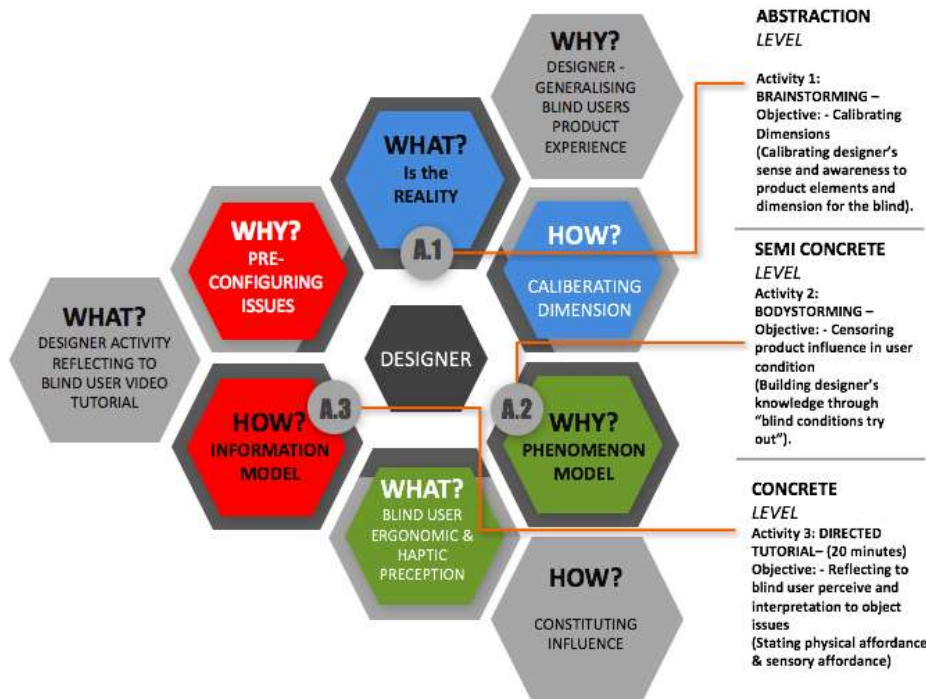 WHY?
DESIGNER -
GENERALISING
BLIND USERS
PRODUCT
EXPERIENCE
WHAT?
Is the
REALITY
A.1
WHY?
PRE-
CONFIGURING
ISSUES
HOW?
CALIBERATING
DIMENSION
WHAT?
DESIGNER ACTIVITY
REFLECTING TO
BLIND USER VIDEO
TUTORIAL
DESIGNER
HOW?
INFORMATION
MODEL
A.3
A.2
WHY?
PHENOMENON
MODEL
WHAT?
BLIND USER
ERGONOMIC &
HAPTIC
PRECEPTION
HOW?
CONSTITUTING
INFLUENCE
ABSTRACTION
LEVEL
Activity 1:
BRAINSTORMING –
Objective: - Calibrating
Dimensions
(Calibrating designer's
sense and awareness to
product elements and
dimension for the blind).
SEMI CONCRETE
LEVEL
Activity 2:
BODYSTORMING –
Objective: - Censoring
product influence in user
condition
(Building designer's
knowledge through
"blind conditions try
out").
CONCRETE
LEVEL
Activity 3: DIRECTED
TUTORIAL– (20 minutes)
Objective: - Reflecting to
blind user perceive and
interpretation to object
issues
(Stating physical affordance
& sensory affordance)